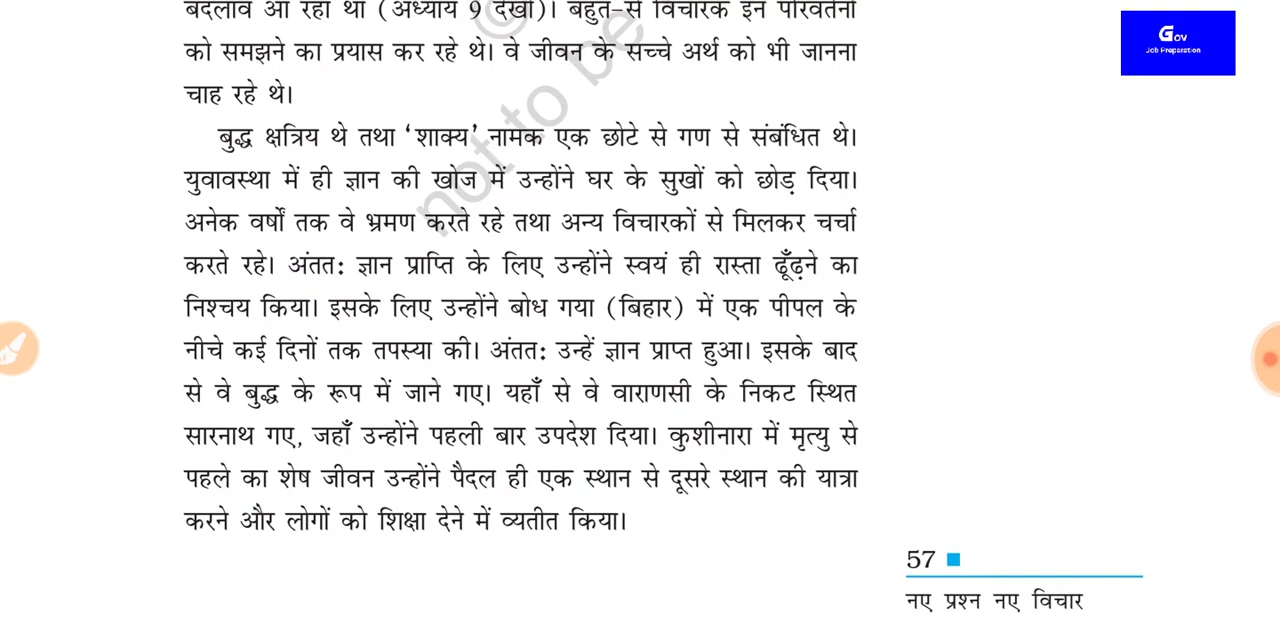 बदलाव आ रहा था (अध्याय 9 देखो)। बहुत-से विचारक इन परिवर्तनों
को समझने का प्रयास कर रहे थे। वे जीवन के सच्चे अर्थ को भी जानना
चाह रहे थे।
बुद्ध क्षत्रिय थे तथा ‘शाक्य’ नामक एक छोटे से गण से संबंधित थे।
युवावस्था में ही ज्ञान की खोज में उन्होंने घर के सुखों को छोड़ दिया।
अनेक वर्षों तक वे भ्रमण करते रहे तथा अन्य विचारकों से मिलकर चर्चा
करते रहे। अंतत: ज्ञान प्राप्ति के लिए उन्होंने स्वयं ही रास्ता ढूँढ़ने का
निश्चय किया। इसके लिए उन्होंने बोध गया (बिहार) में एक पीपल के
नीचे कई दिनों तक तपस्या की। अंतत: उन्हें ज्ञान प्राप्त हुआ। इसके बाद
से वे बुद्ध के रूप में जाने गए। यहाँ से वे वाराणसी के निकट स्थित
सारनाथ गए, जहाँ उन्होंने पहली बार उपदेश दिया। कुशीनारा में मृत्यु से
पहले का शेष जीवन उन्होंने पैदल ही एक स्थान से दूसरे स्थान की यात्रा
करने और लोगों को शिक्षा देने में व्यतीत किया।
57
नए प्रश्न नए विचार
Gov
Job Preparation
© not to be